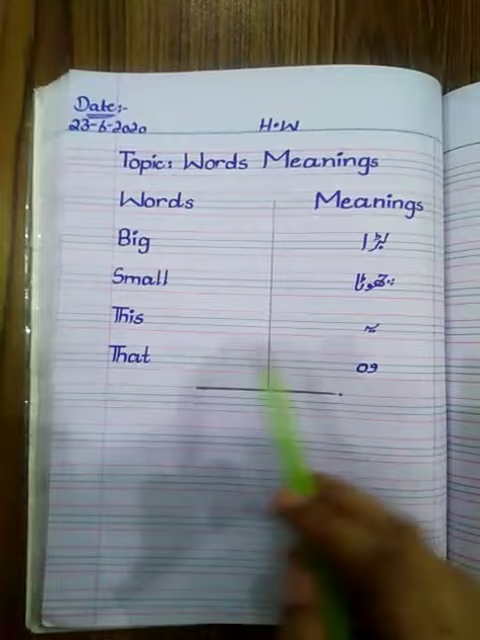 Date:-
23-6-2020 H.W
Topic: Words Meanings
Words Meanings
Big بڑا
Small چھوٹا
This یہ
That وہ